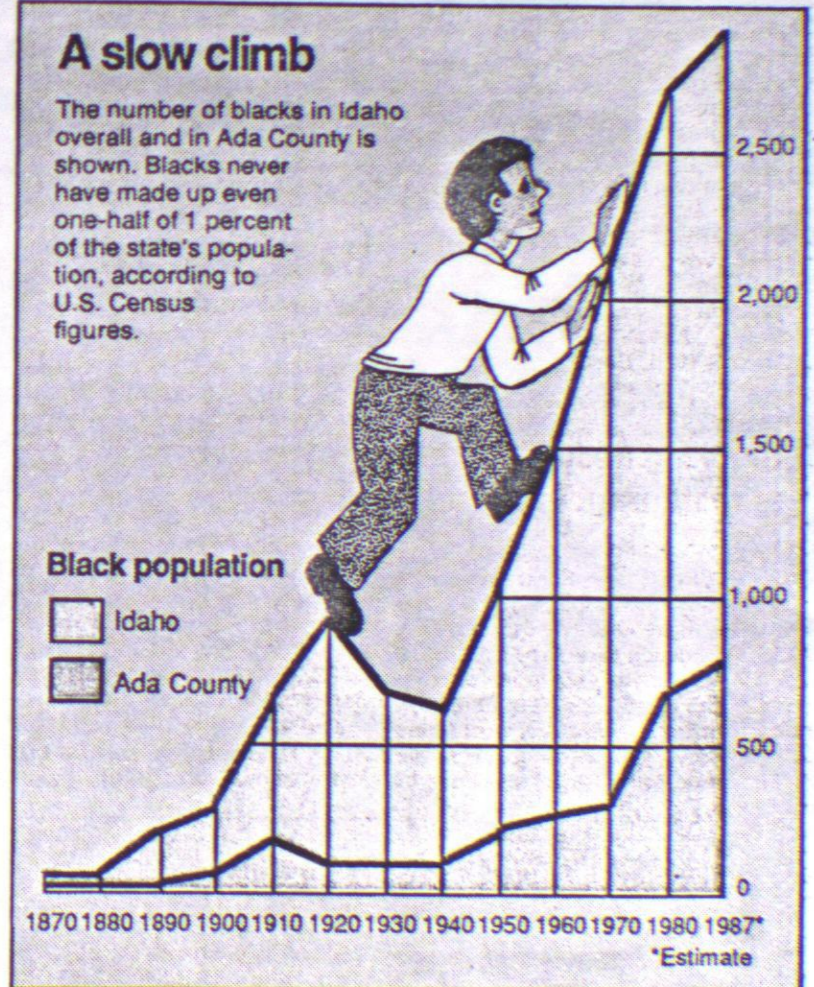 A slow climb
The number of blacks in Idaho
overall and in Ada County is
shown. Blacks never
have made up even
one-half of 1 percent
of the state's popula-
tion, according to
U.S. Census
figures.
2,500
2,000
1,500
Black population
1,000
Idaho
Ada County
500
0
1870 1880 1890 1900 1910 1920 1930 1940 1950 1960 1970 1980 1987*
*Estimate